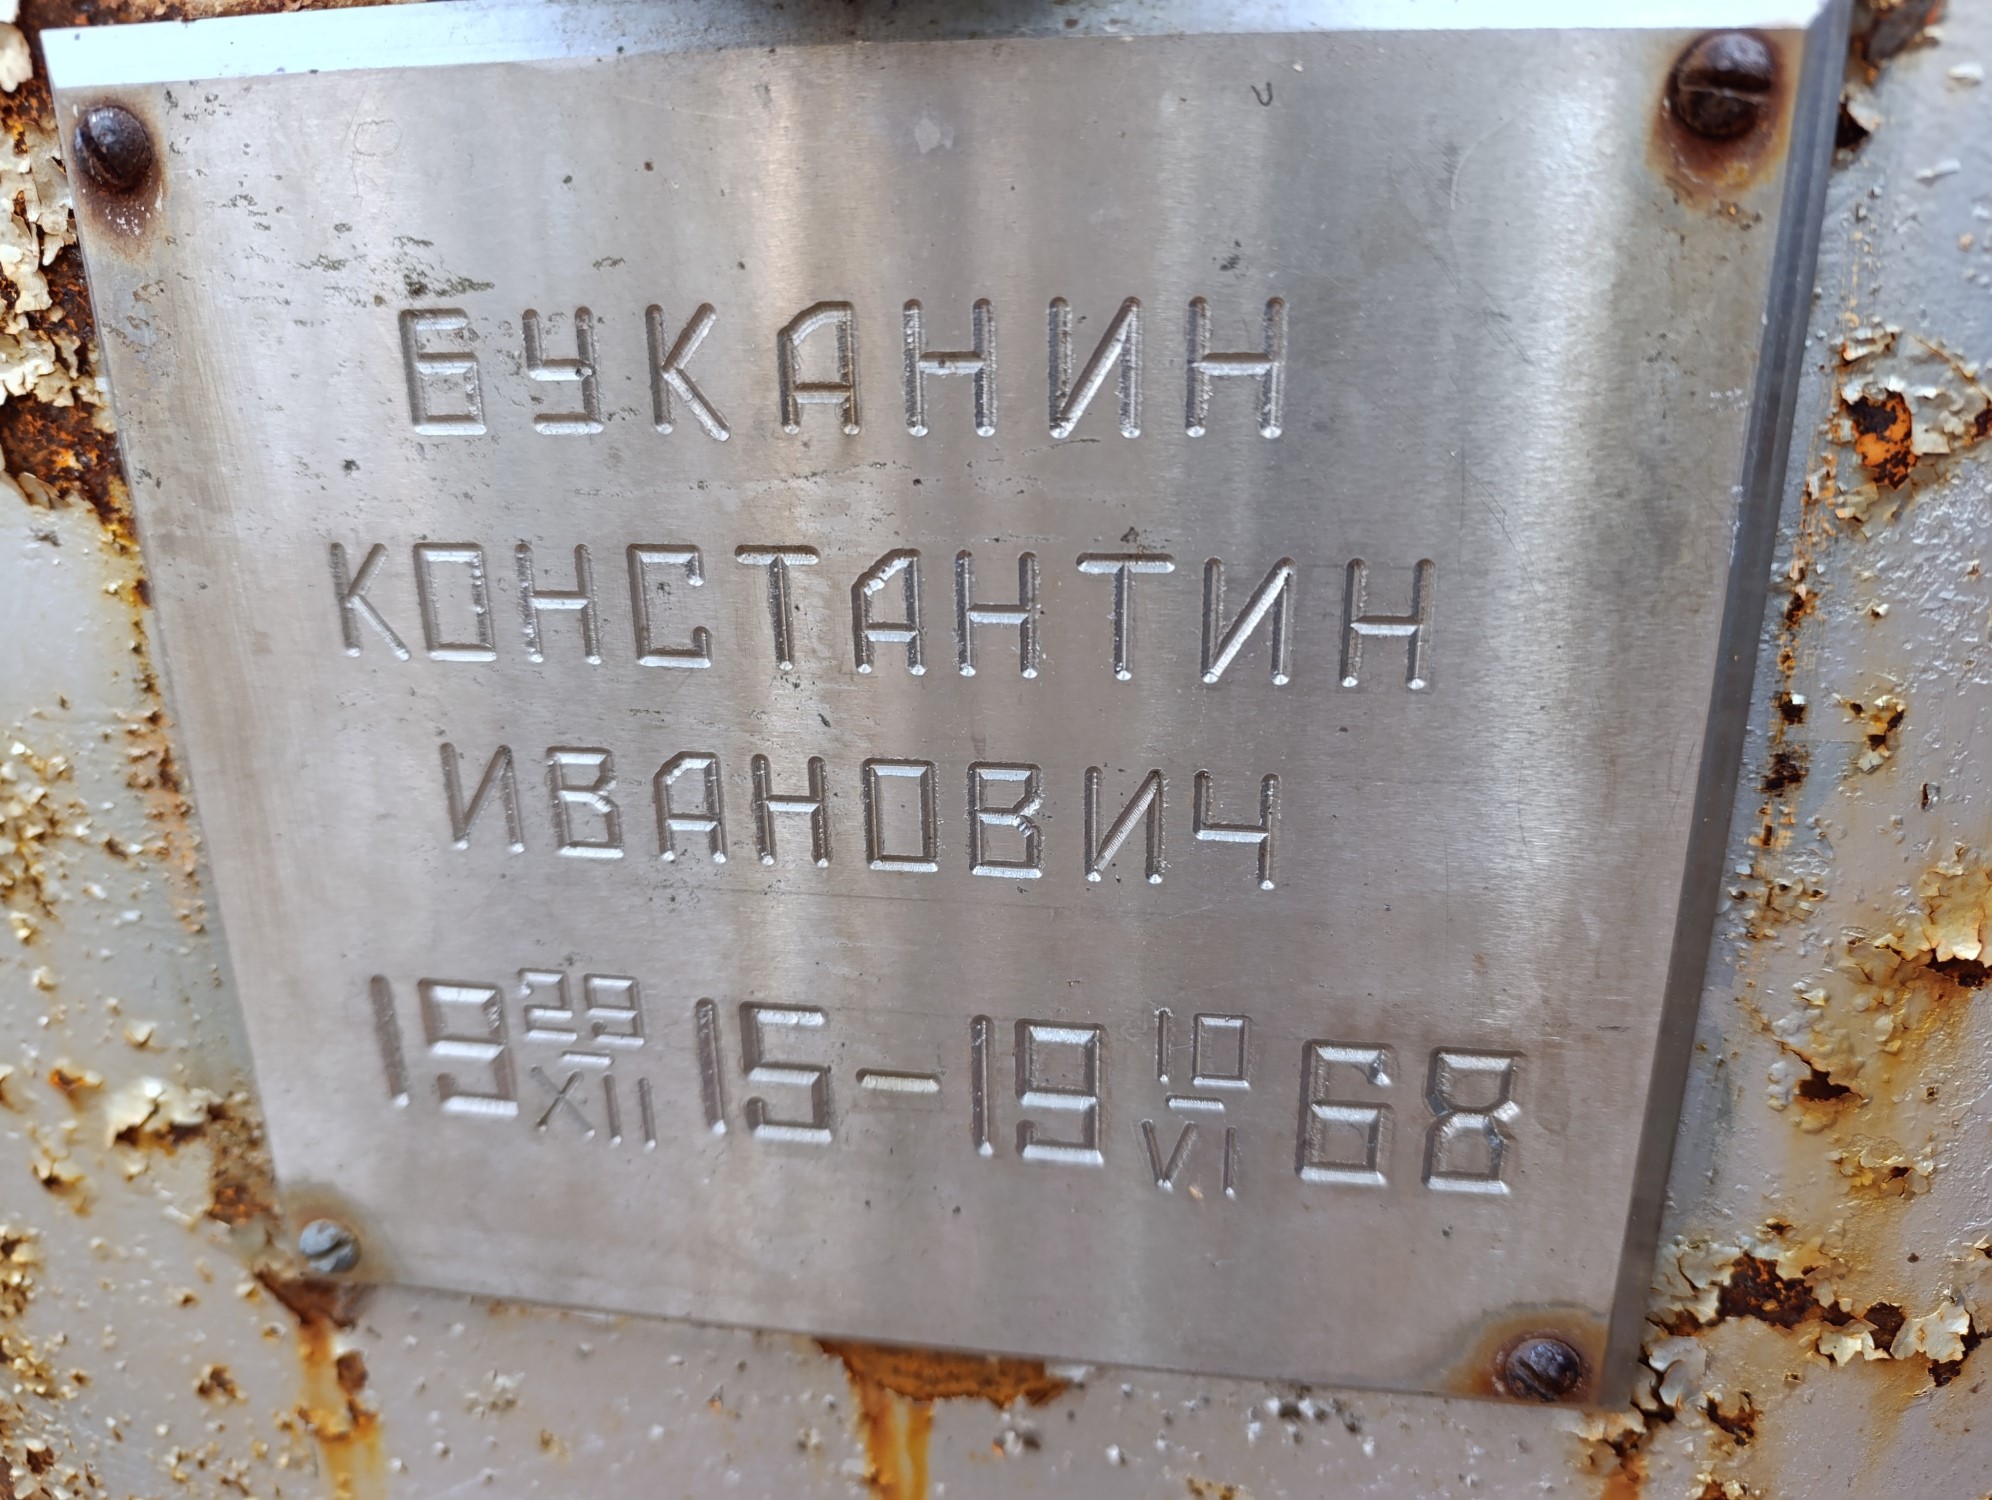 БУКАНИН
КОНСТАНТИН
ИВАНОВИЧ
19 29/XII 15 - 19 10/VI 68